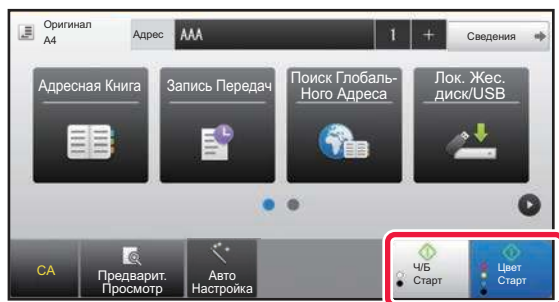 Оригинал
A4
Адрес
AAA
1
+
Сведения
Адресная Книга
Запись Передач
Поиск Глобаль-
Ного Адреса
Лок. Жес.
диск/USB
CA
Предварит.
Просмотр
Авто
Настройка
Ч/Б
Старт
Цвет
Старт